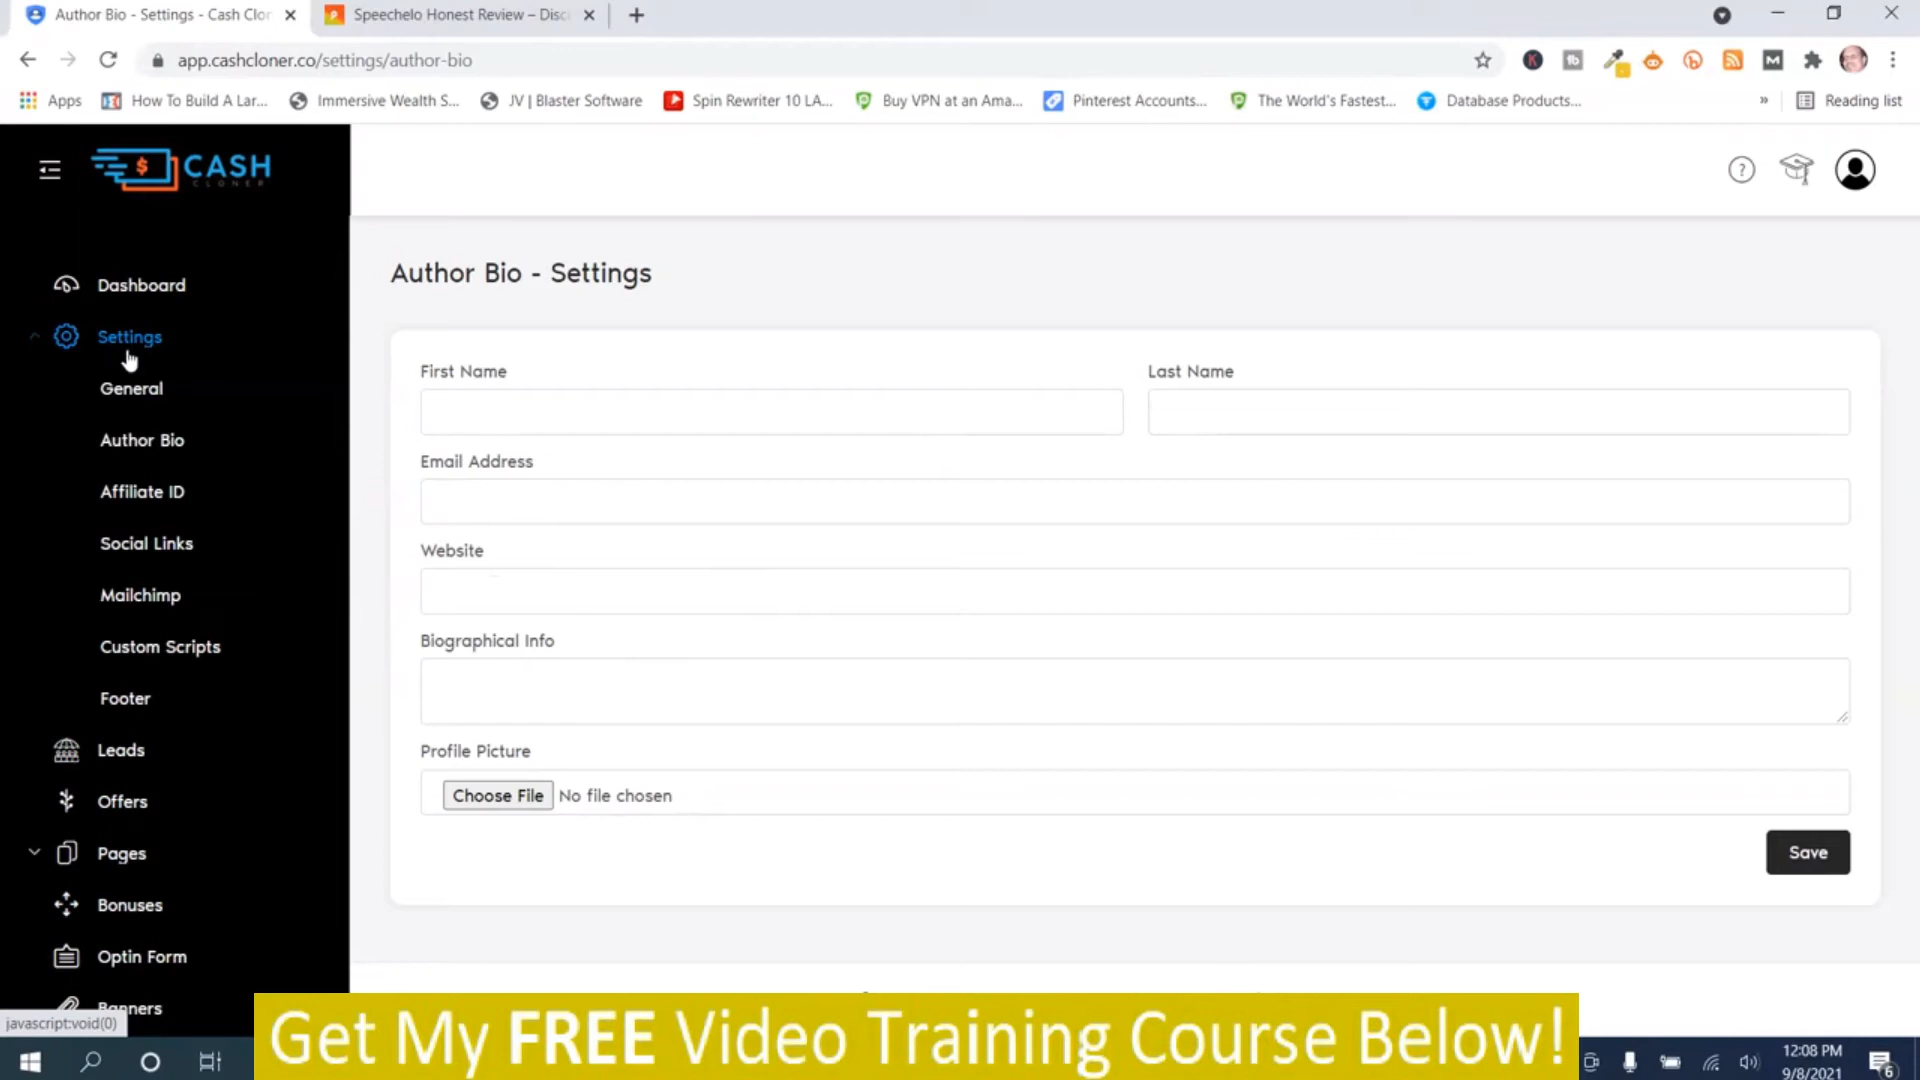 Author Bio - Settings - Cash Clon
Speechelo Honest Review – Disc
app.cashcloner.co/settings/author-bio
Apps
How To Build A Lar...
Immersive Wealth S...
JV | Blaster Software
Spin Rewriter 10 LA...
Buy VPN at an Ama...
Pinterest Accounts...
The World's Fastest...
Database Products...
»
Reading list
$ CASH
CLONER
?
Dashboard
Settings
General
Author Bio
Affiliate ID
Social Links
Mailchimp
Custom Scripts
Footer
Leads
Offers
Pages
Bonuses
Optin Form
Banners
Author Bio - Settings
First Name
Last Name
Email Address
Website
Biographical Info
Profile Picture
Choose File No file chosen
Save
javascript:void(0)
Get My FREE Video Training Course Below!
12:08 PM
9/8/2021
6